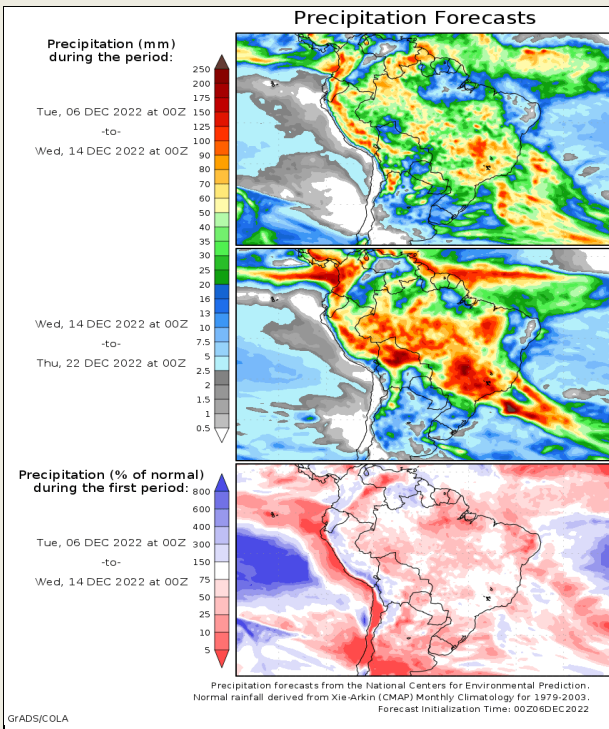 Precipitation Forecasts
Precipitation (mm)
during the period:
Tue, 06 DEC 2022 at 00Z
-to-
Wed, 14 DEC 2022 at 00Z
250
200
175
150
125
100
90
80
70
60
50
40
35
30
25
20
16
13
10
7.5
5
2.5
2
1.5
1
0.5
Wed, 14 DEC 2022 at 00Z
-to-
Thu, 22 DEC 2022 at 00Z
Precipitation (% of normal)
during the first period:
Tue, 06 DEC 2022 at 00Z
-to-
Wed, 14 DEC 2022 at 00Z
800
600
400
300
150
75
50
25
10
5
Precipitation forecasts from the National Centers for Environmental Prediction.
Normal rainfall derived from Xie-Arkin (CMAP) Monthly Climatology for 1979-2003.
Forecast Initialization Time: 00Z06DEC2022
GrADS/COLA